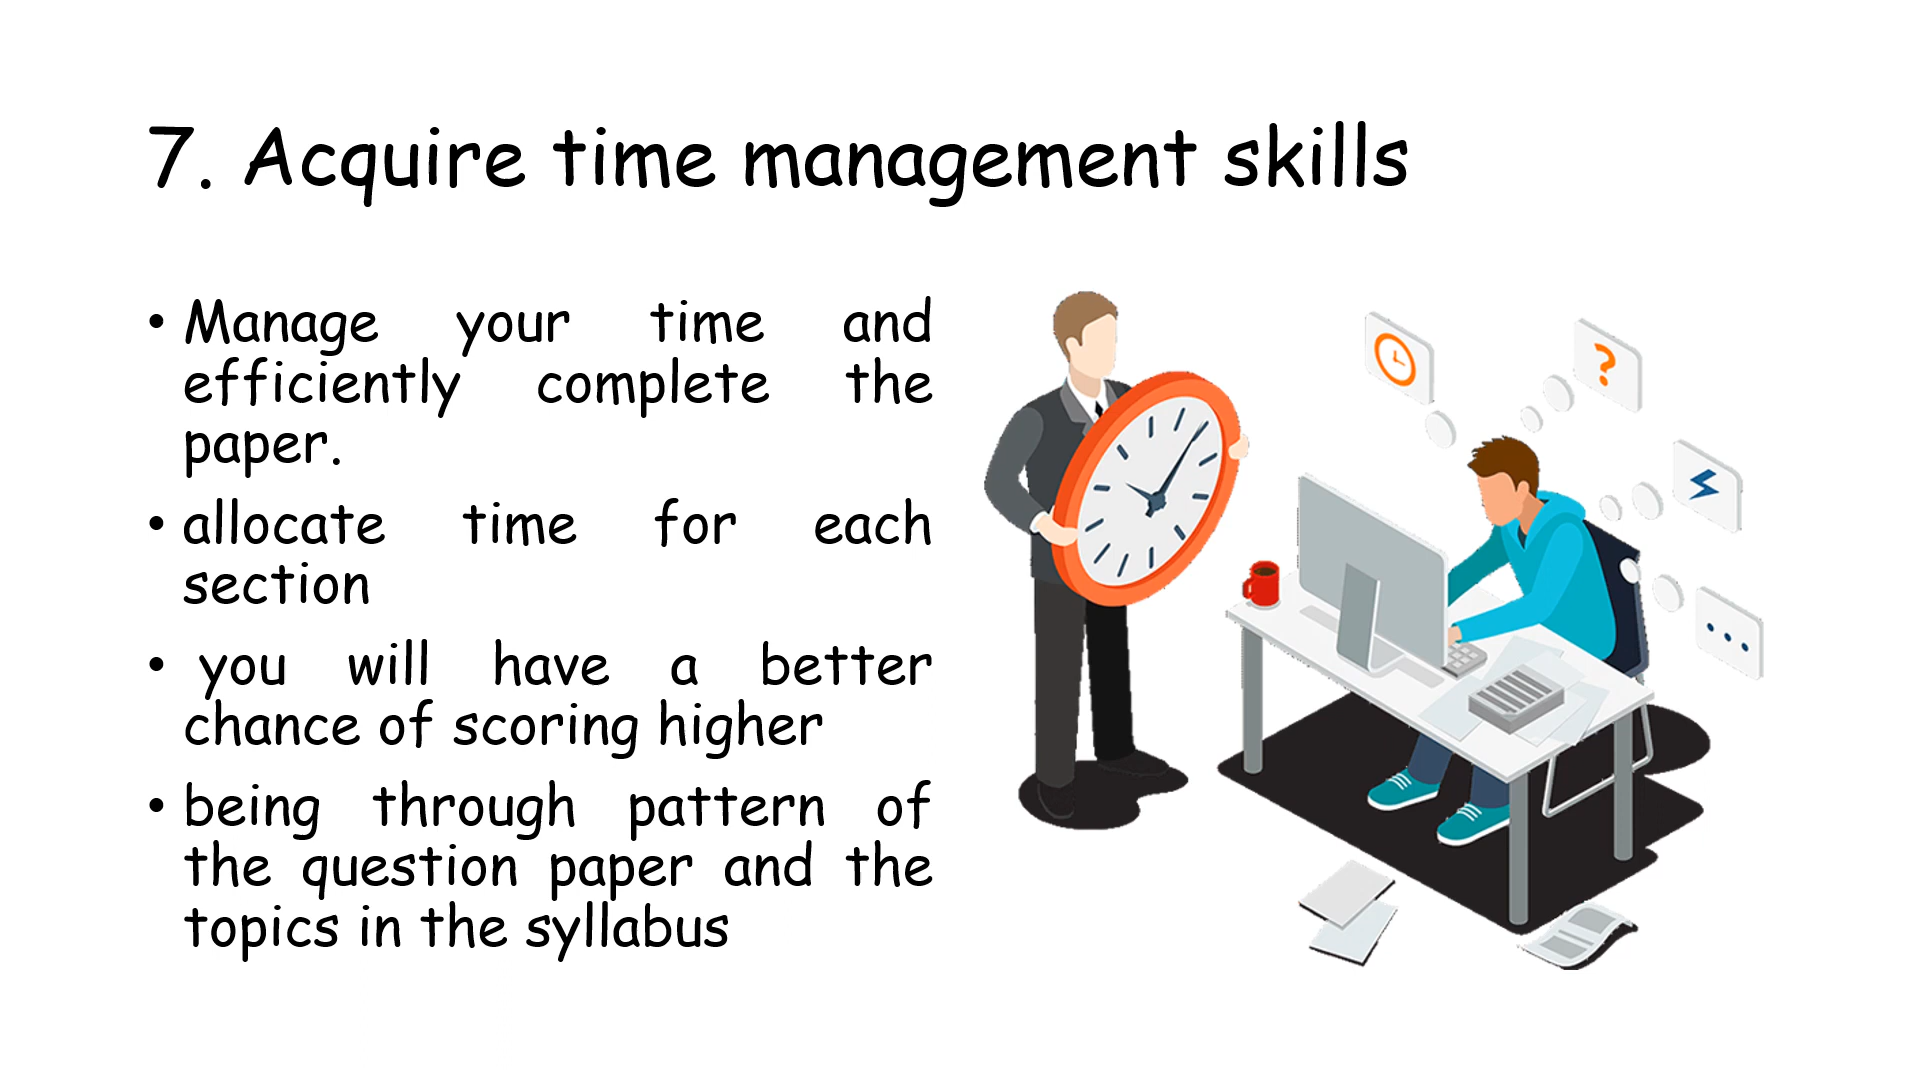 7. Acquire time management skills
• Manage your time and
efficiently complete the
paper.
• allocate time for each
section
• you will have a better
chance of scoring higher
• being through pattern of
the question paper and the
topics in the syllabus